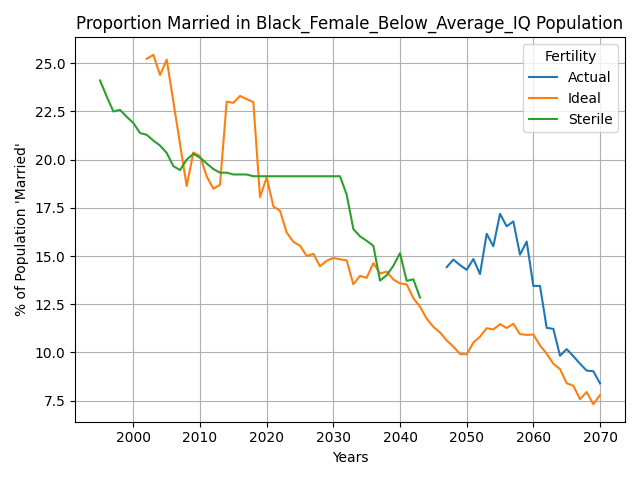 Proportion Married in Black_Female_Below_Average_IQ Population
% of Population 'Married'
25.0
22.5
20.0
17.5
15.0
12.5
10.0
7.5
Fertility
Actual
Ideal
Sterile
2000 2010 2020 2030 2040 2050 2060 2070
Years